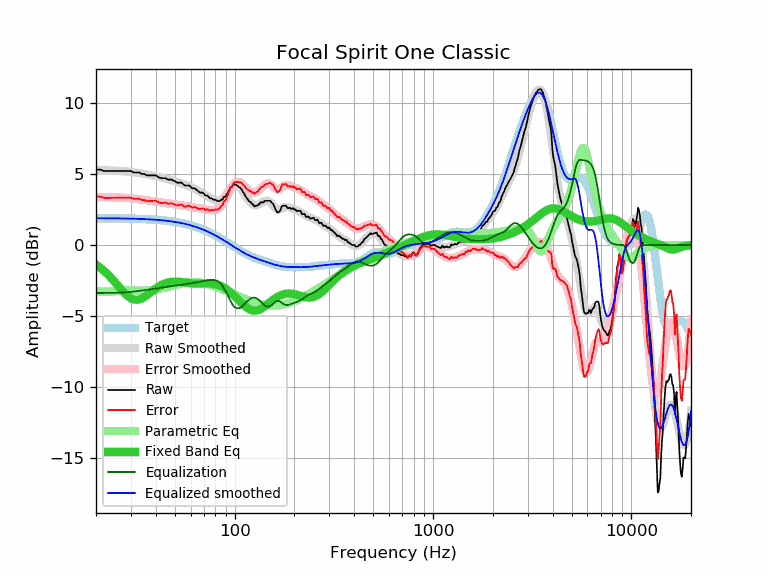 Focal Spirit One Classic
Amplitude (dBr)
10
5
0
−5
−10
−15
Target
Raw Smoothed
Error Smoothed
Raw
Error
Parametric Eq
Fixed Band Eq
Equalization
Equalized smoothed
100 1000 10000
Frequency (Hz)